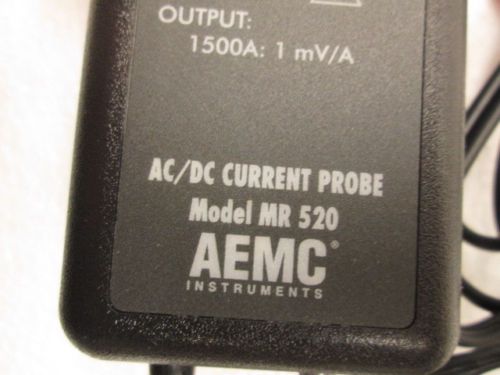 OUTPUT:
1500A: 1 mV/A
AC/DC CURRENT PROBE
Model MR 520
AEMC®
INSTRUMENTS